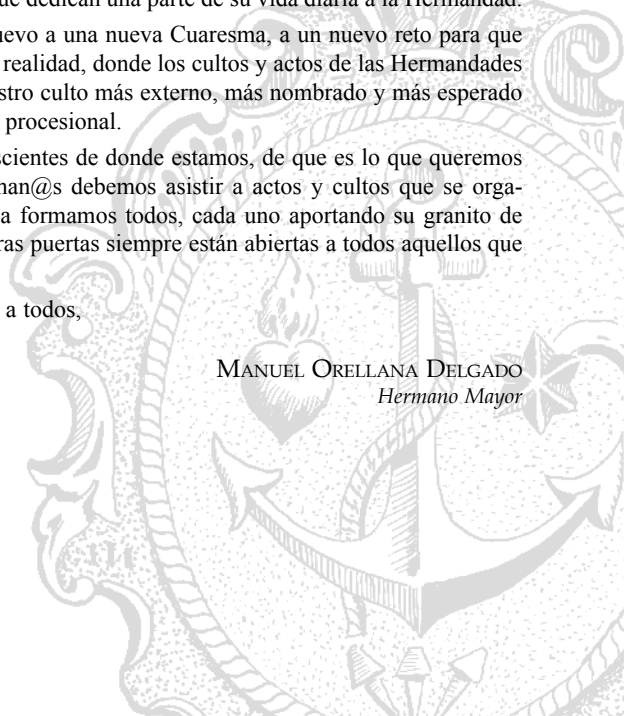 ue dedican una parte de su vida diaria a la Hermandad.
uevo a una nueva Cuaresma, a un nuevo reto para que
realidad, donde los cultos y actos de las Hermandades
stro culto más externo, más nombrado y más esperado
procesional.
scientes de donde estamos, de que es lo que queremos
nan@s debemos asistir a actos y cultos que se orga-
a formamos todos, cada uno aportando su granito de
ras puertas siempre están abiertas a todos aquellos que
a todos,
MANUEL ORELLANA DELGADO
Hermano Mayor